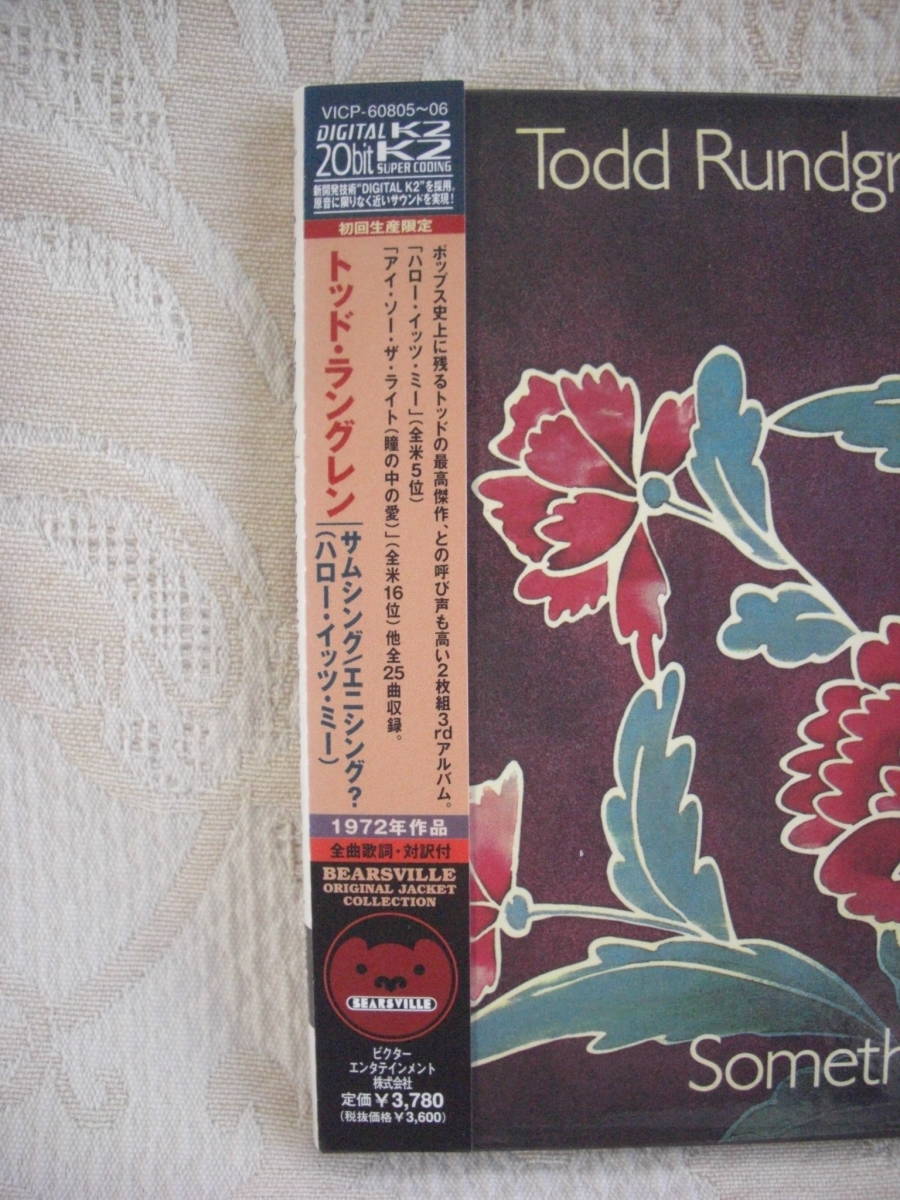 VICP-60805〜06
DIGITAL K2
20bit K2
SUPER CODING
新開発技術"DIGITAL K2"を採用。
原音に限りなく近いサウンドを実現!
初回生産限定
ポップス史上に残るトッドの最高傑作、との呼び声も高い2枚組3rdアルバム。
「ハロー・イッツ・ミー」(全米5位)
「アイ・ソー・ザ・ライト(瞳の中の愛)」(全米16位)他全25曲収録。
トッド・ラングレン
サムシング/エニシング?
(ハロー・イッツ・ミー)
1972年作品
全曲歌詞・対訳付
BEARSVILLE
ORIGINAL JACKET
COLLECTION
BEARSVILLE
ビクター
エンタテインメント
株式会社
定価¥3,780
(税抜価格¥3,600)
Todd Rundgr
Someth